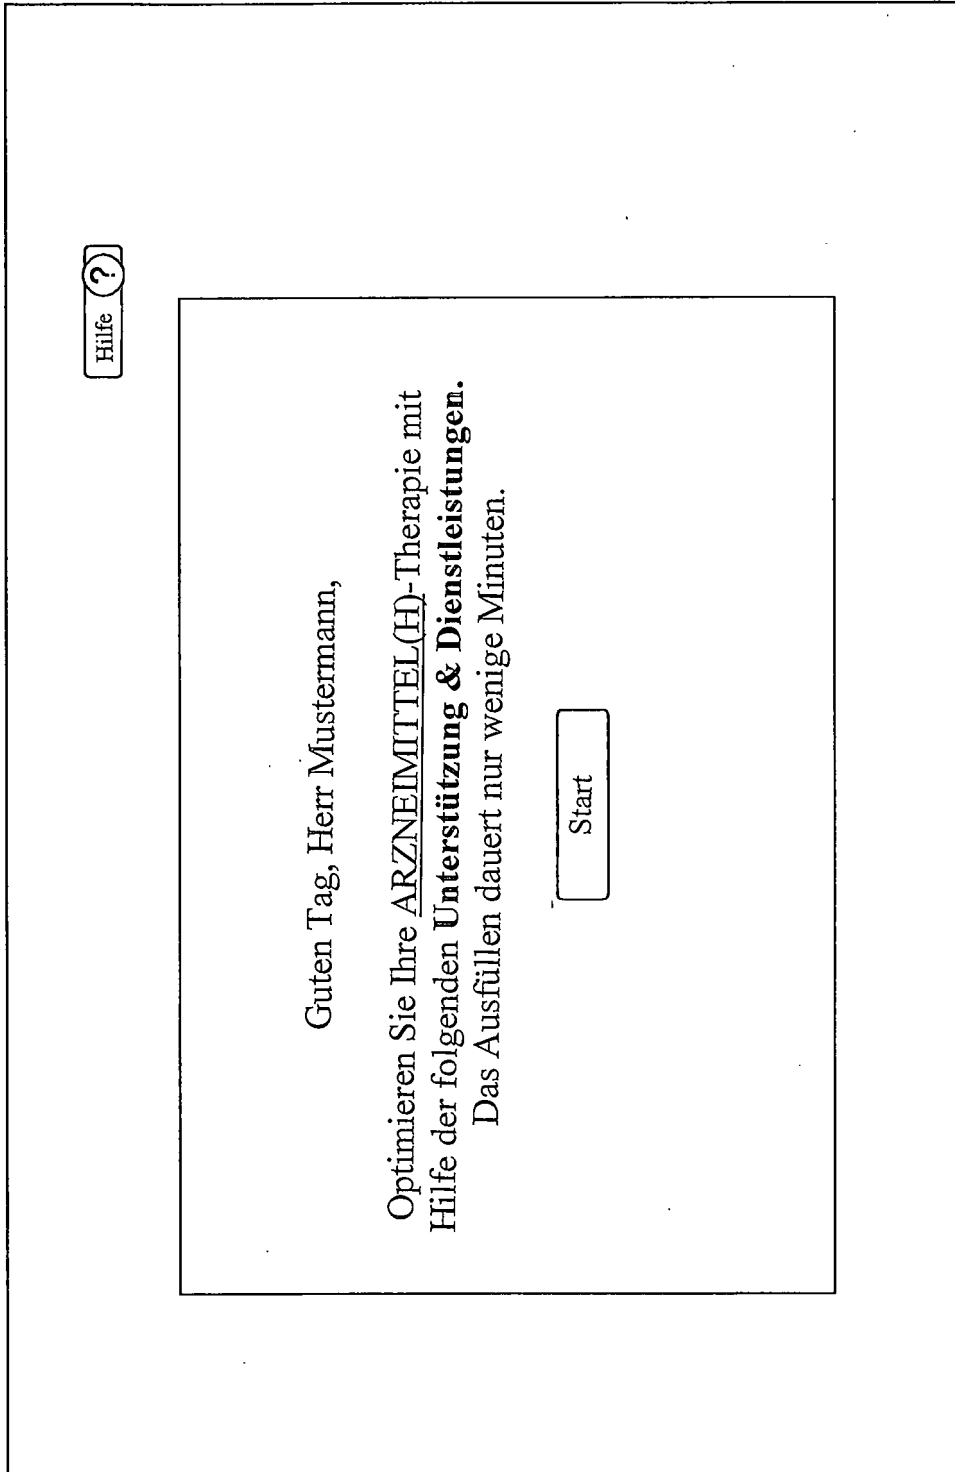 Hilfe ?
Guten Tag, Herr Mustermann,
Optimieren Sie Ihre ARZNEIMITTEL(H)-Therapie mit
Hilfe der folgenden Unterstützung & Dienstleistungen.
Das Ausfüllen dauert nur wenige Minuten.
Start